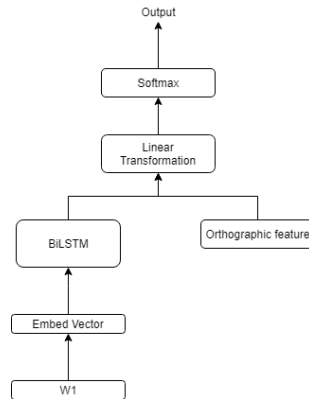 Output
Softmax
Linear
Transformation
BiLSTM
Orthographic feature
Embed Vector
W1